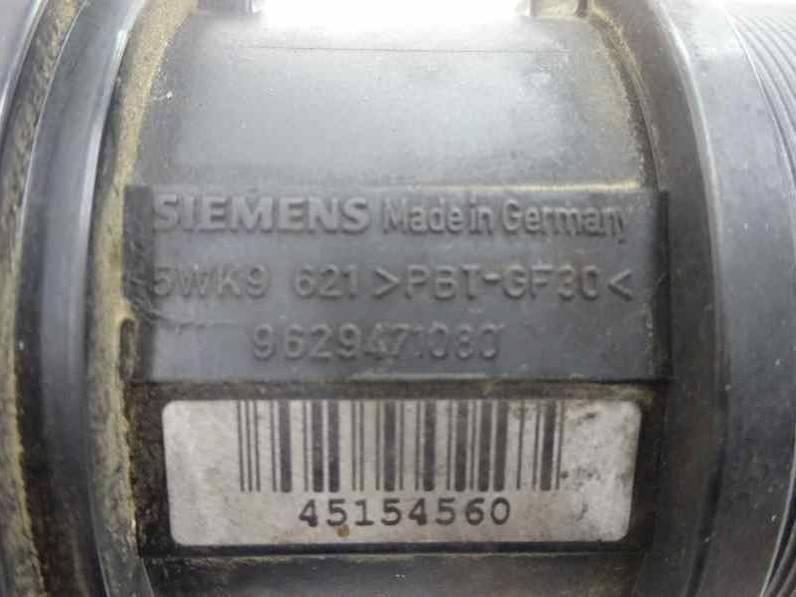 SIEMENS Made in Germany
5WK9 621 >PBT-GF30<
9629471080
45154560